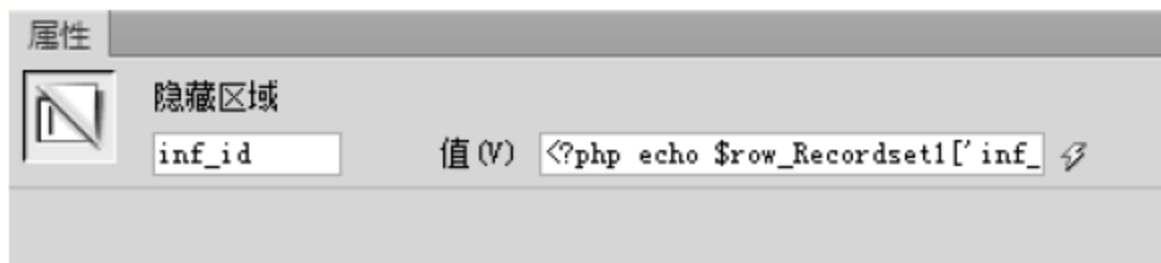 属性
隐藏区域
inf_id 值(V) <?php echo $row_Recordset1['inf_